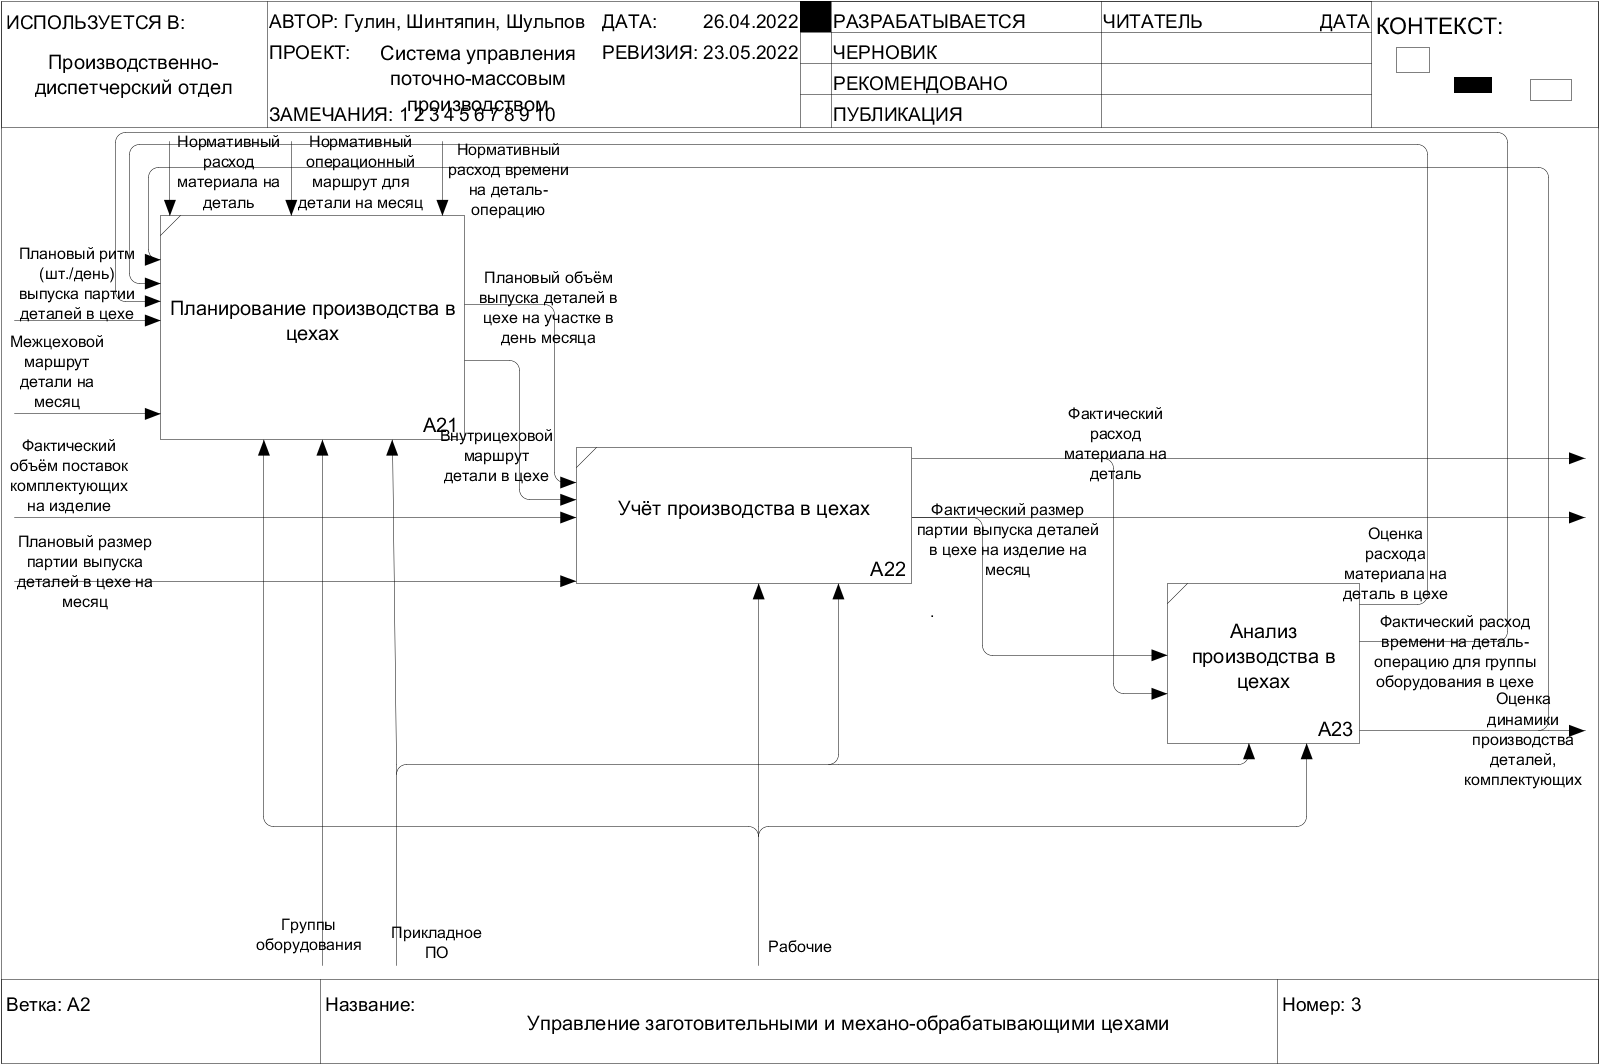 ИСПОЛЬЗУЕТСЯ В:
Производственно-
диспетчерский отдел
АВТОР: Гулин, Шинтяпин, Шульпов
ДАТА: 26.04.2022
ПРОЕКТ: Система управления
поточно-массовым
производством
РЕВИЗИЯ: 23.05.2022
ЗАМЕЧАНИЯ: 1 2 3 4 5 6 7 8 9 10
РАЗРАБАТЫВАЕТСЯ
ЧЕРНОВИК
РЕКОМЕНДОВАНО
ПУБЛИКАЦИЯ
ЧИТАТЕЛЬ
ДАТА
КОНТЕКСТ:
Нормативный
расход
материала на
деталь
Нормативный
операционный
маршрут для
детали на месяц
Нормативный
расход времени
на деталь-
операцию
Плановый ритм
(шт./день)
выпуска партии
деталей в цехе
Межцеховой
маршрут
детали на
месяц
Фактический
объём поставок
комплектующих
на изделие
Плановый размер
партии выпуска
деталей в цехе на
месяц
Планирование производства в
цехах
A21
Плановый объём
выпуска деталей в
цехе на участке в
день месяца
Внутрицеховой
маршрут
детали в цехе
Учёт производства в цехах
A22
Фактический
расход
материала на
деталь
Фактический размер
партии выпуска деталей
в цехе на изделие на
месяц
.
Анализ
производства в
цехах
A23
Оценка
расхода
материала на
деталь в цехе
Фактический расход
времени на деталь-
операцию для группы
оборудования в цехе
Оценка
динамики
производства
деталей,
комплектующих
Группы
оборудования
Прикладное
ПО
Рабочие
Ветка: A2
Название:
Управление заготовительными и механо-обрабатывающими цехами
Номер: 3